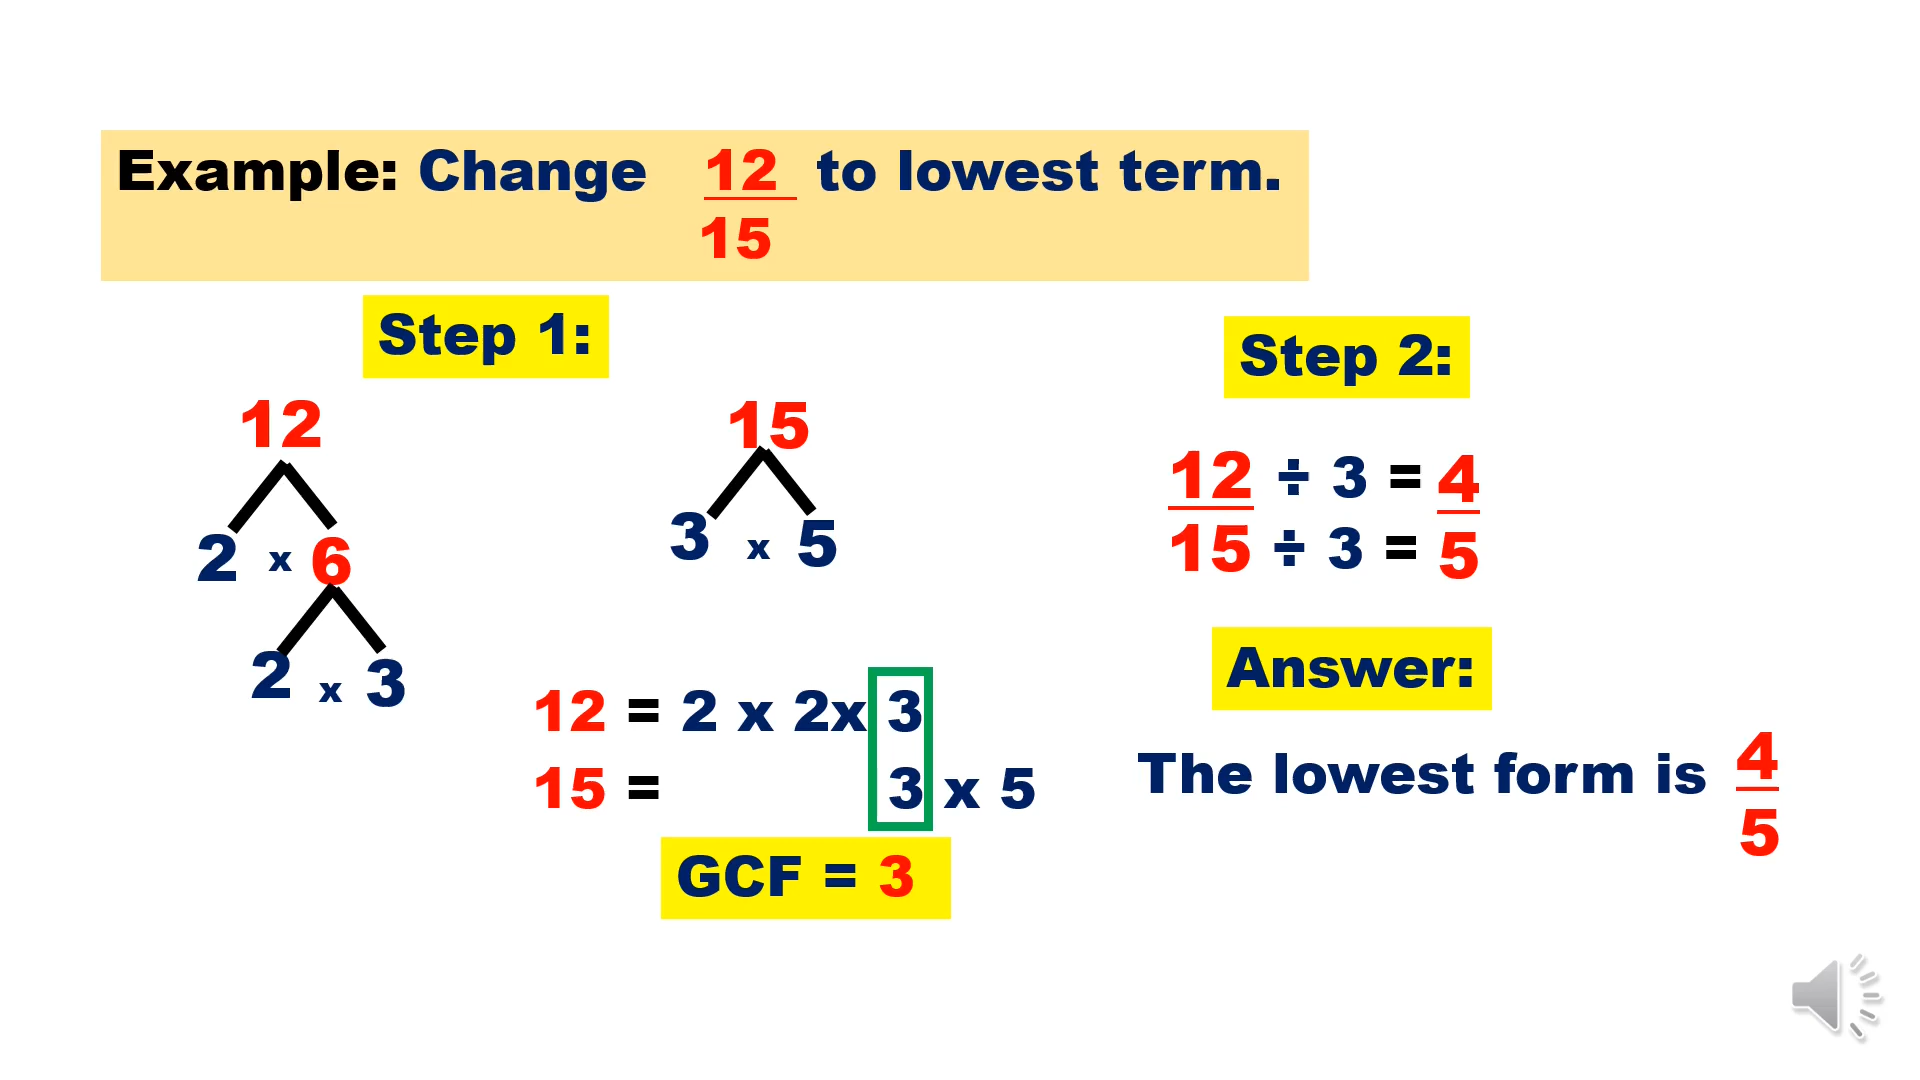 Example: Change 12 to lowest term.
15
Step 1:
12
2 x 6
2 x 3
15
3 x 5
12 = 2 x 2x 3
15 = 3 x 5
GCF = 3
Step 2:
12 ÷ 3 = 4
15 ÷ 3 = 5
Answer:
The lowest form is 4
5